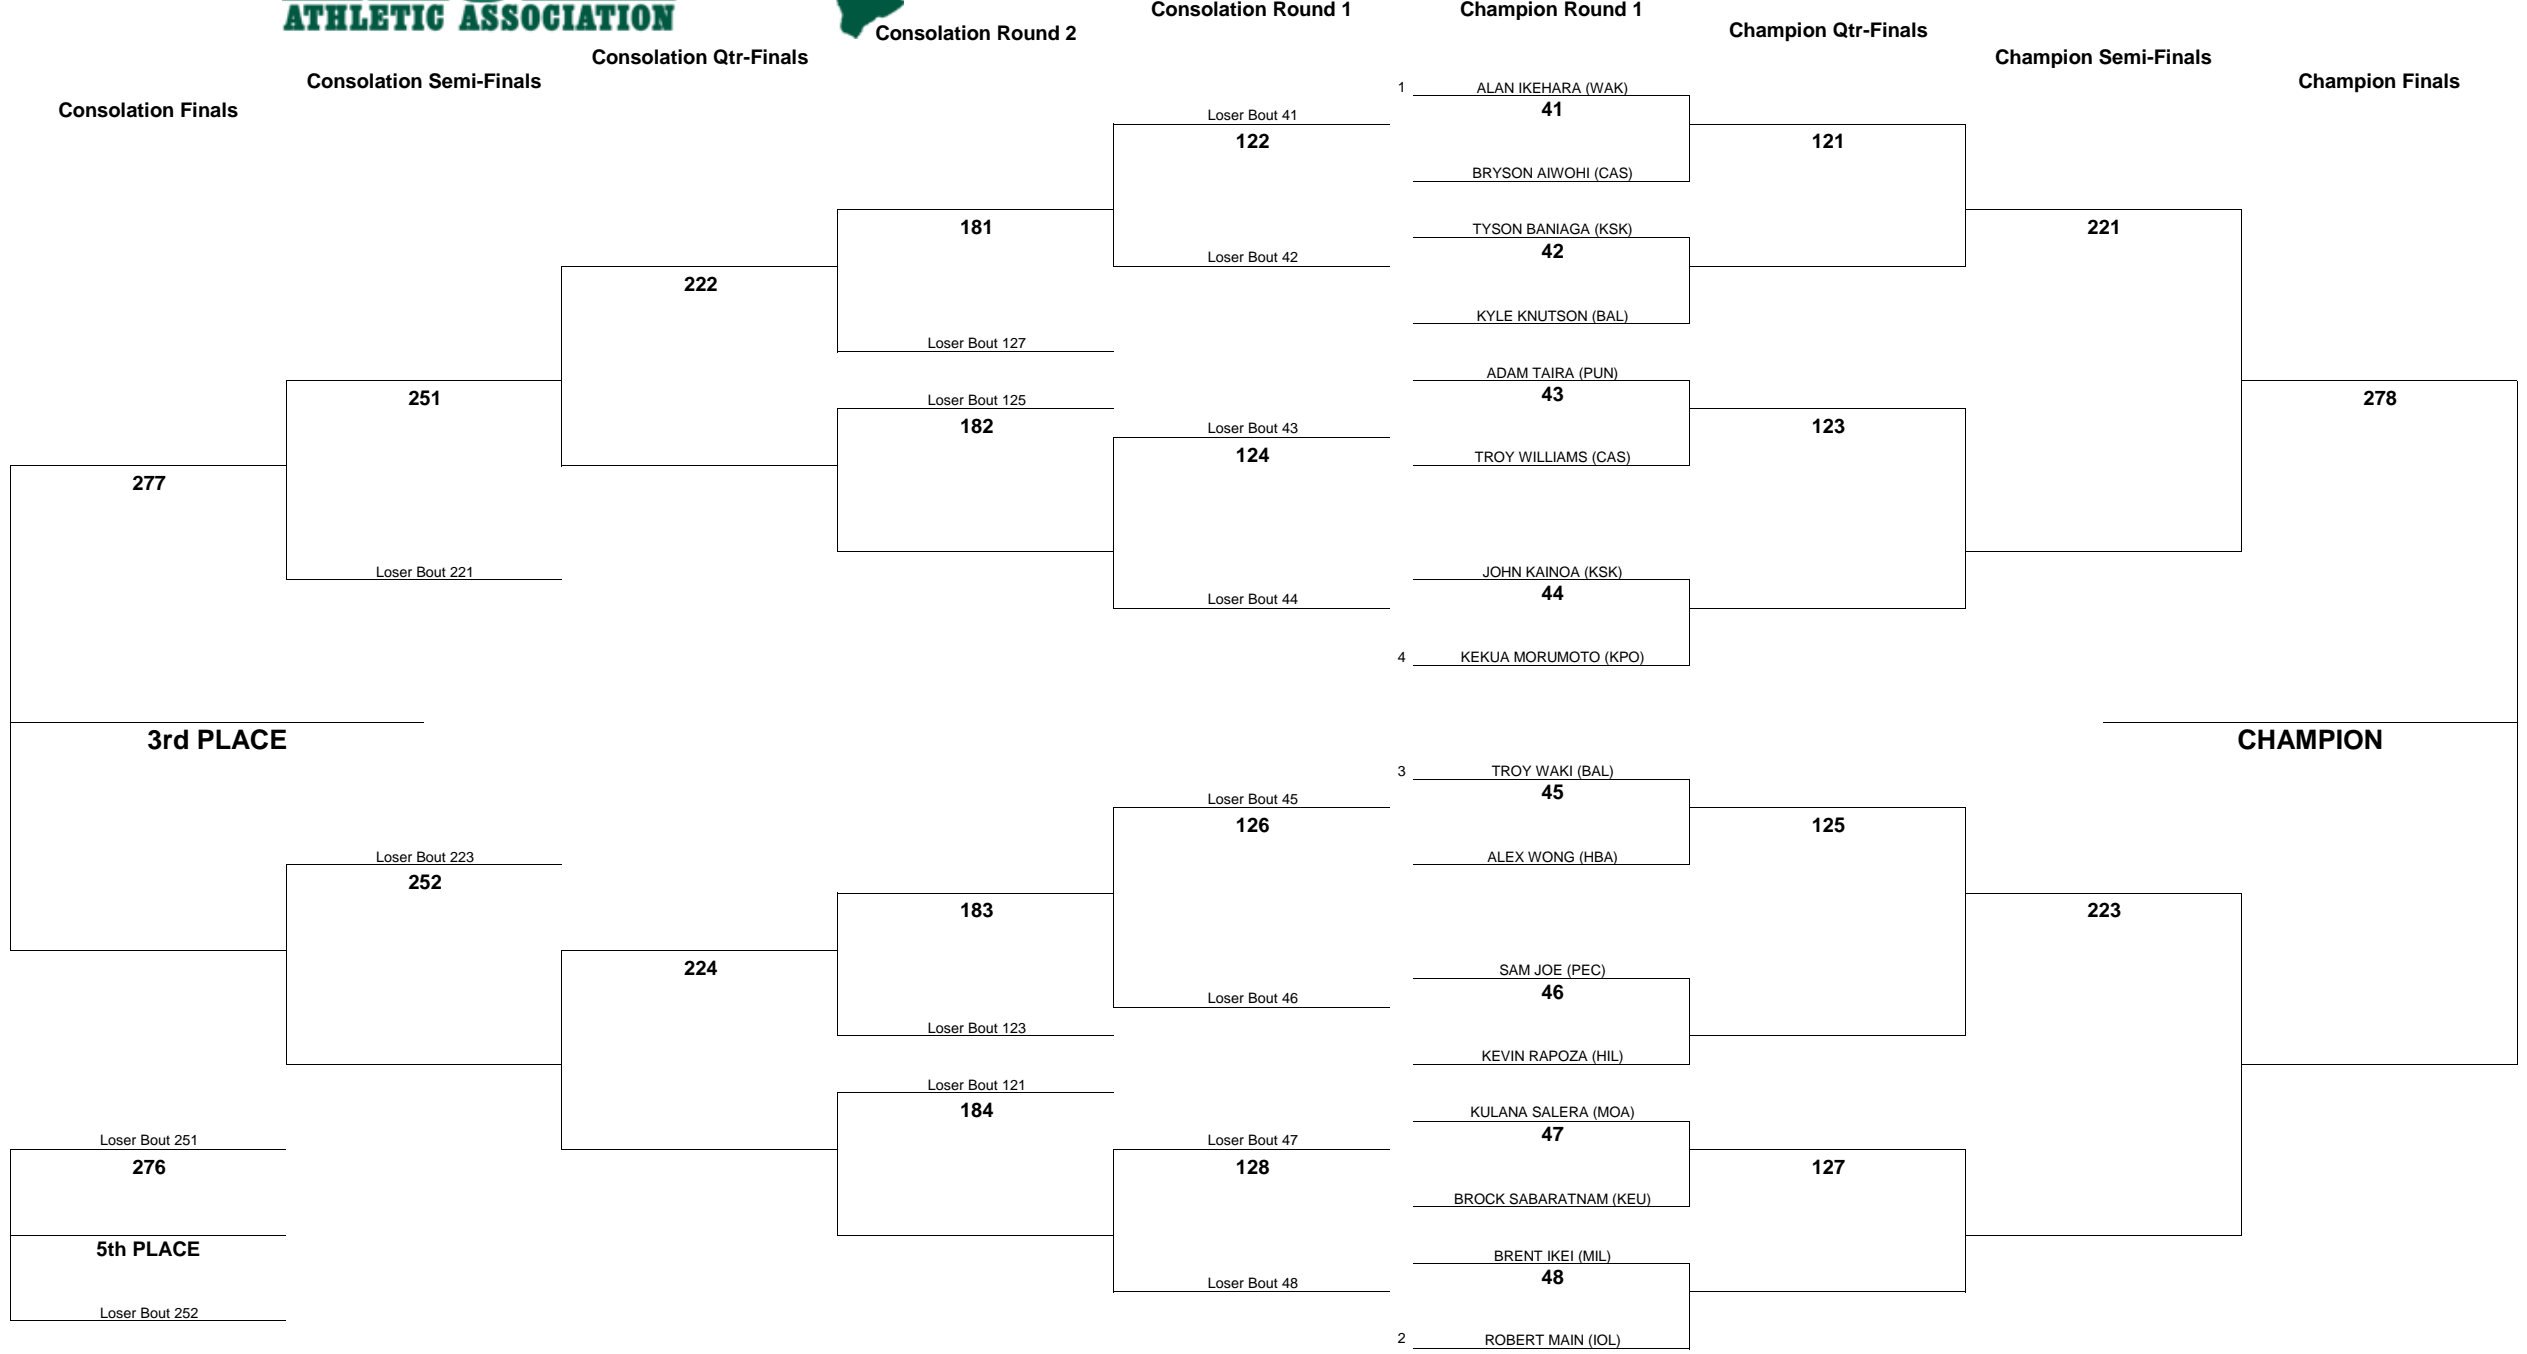 ATHLETIC ASSOCIATION
Consolation Round 1
Champion Round 1
Consolation Round 2
Champion Qtr-Finals
Consolation Qtr-Finals
Champion Semi-Finals
Consolation Semi-Finals
Champion Finals
Consolation Finals
1 ALAN IKEHARA (WAK)
41
BRYSON AIWOHI (CAS)
TYSON BANIAGA (KSK)
42
KYLE KNUTSON (BAL)
ADAM TAIRA (PUN)
43
TROY WILLIAMS (CAS)
JOHN KAINOA (KSK)
44
4 KEKUA MORUMOTO (KPO)
3 TROY WAKI (BAL)
45
ALEX WONG (HBA)
SAM JOE (PEC)
46
KEVIN RAPOZA (HIL)
KULANA SALERA (MOA)
47
BROCK SABARATNAM (KEU)
BRENT IKEI (MIL)
48
2 ROBERT MAIN (IOL)
121
123
125
127
221
223
278
CHAMPION
Loser Bout 41
122
Loser Bout 42
Loser Bout 43
124
Loser Bout 44
Loser Bout 45
126
Loser Bout 46
Loser Bout 47
128
Loser Bout 48
181
Loser Bout 127
Loser Bout 125
182
183
Loser Bout 123
Loser Bout 121
184
222
224
251
Loser Bout 221
Loser Bout 223
252
277
3rd PLACE
Loser Bout 251
276
5th PLACE
Loser Bout 252